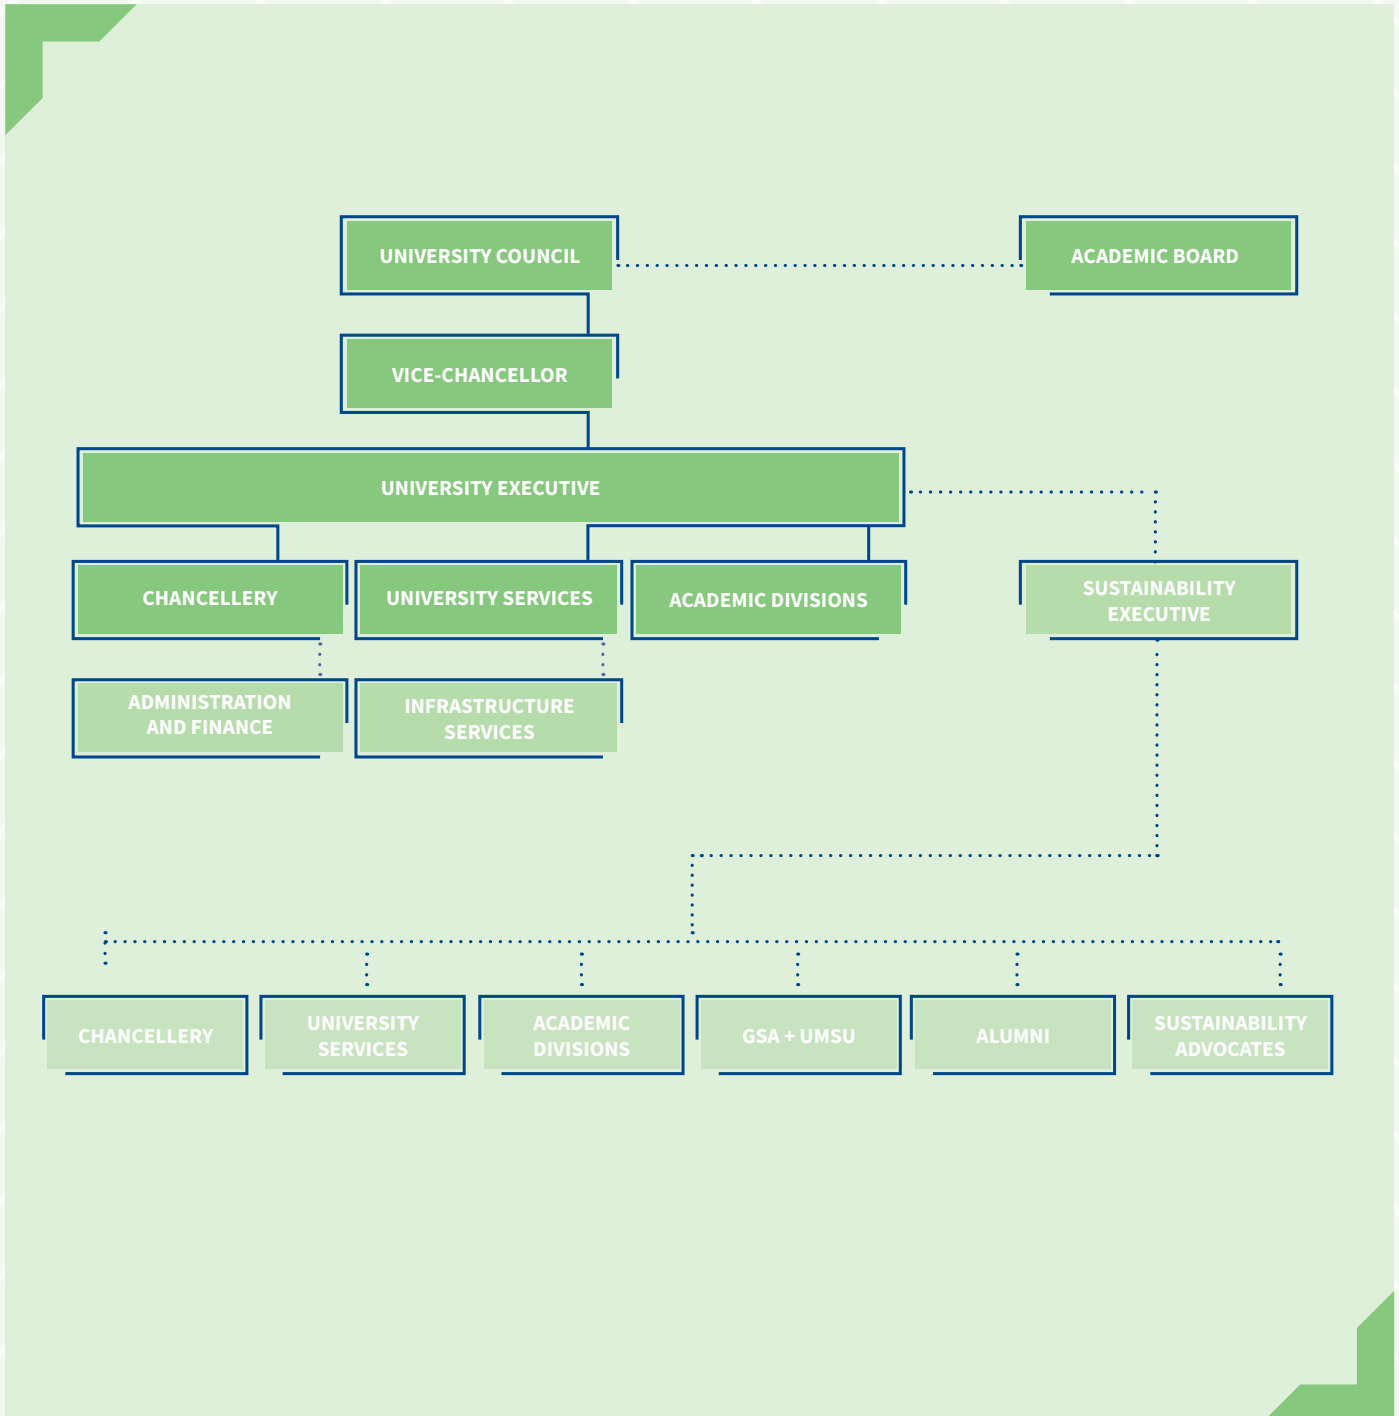 UNIVERSITY COUNCIL
ACADEMIC BOARD
VICE-CHANCELLOR
UNIVERSITY EXECUTIVE
CHANCELLERY
UNIVERSITY SERVICES
ACADEMIC DIVISIONS
SUSTAINABILITY
EXECUTIVE
ADMINISTRATION
AND FINANCE
INFRASTRUCTURE
SERVICES
CHANCELLERY
UNIVERSITY
SERVICES
ACADEMIC
DIVISIONS
GSA + UMSU
ALUMNI
SUSTAINABILITY
ADVOCATES